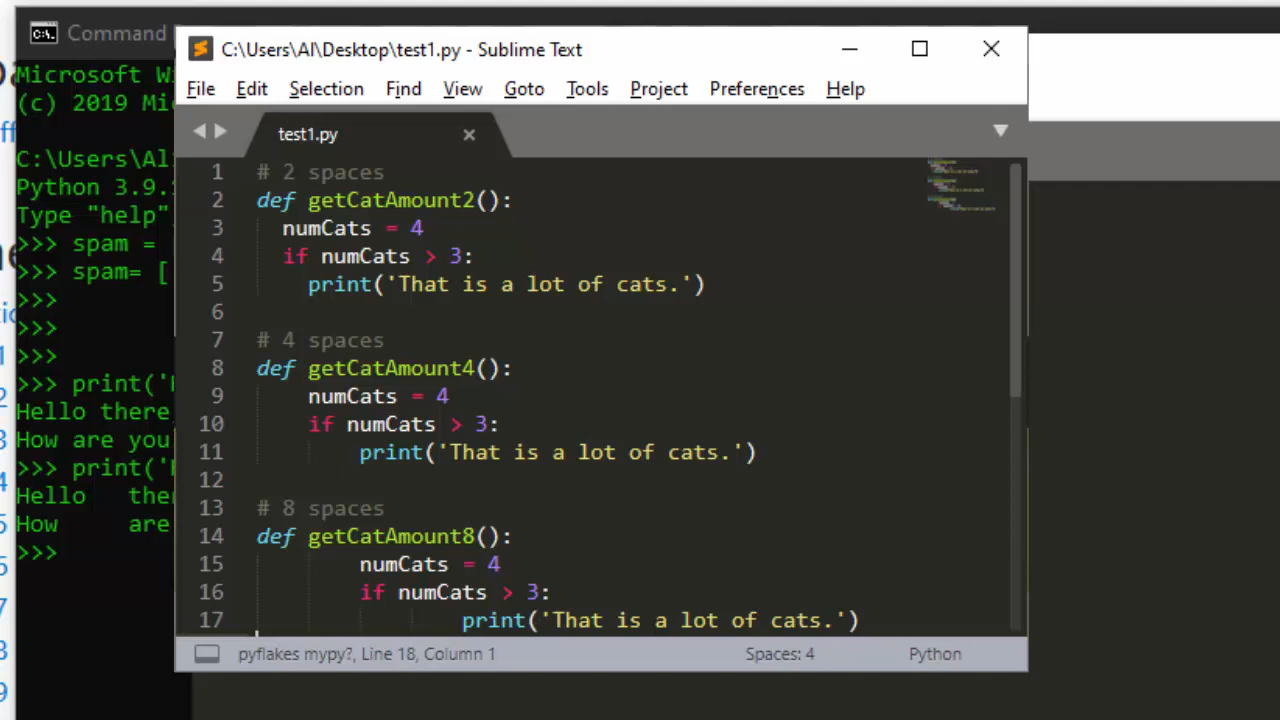 Command
Microsoft
(c) 2019
Python 3.9.
Type "help"
>>> spam =
>>> spam= [
>>>
>>>
>>>
>>> print('
Hello there
How are you
>>> print('
Hello
How are
>>>
C:\Users\Al\Desktop\test1.py - Sublime Text
File Edit Selection Find View Goto Tools Project Preferences Help
test1.py
1 # 2 spaces
2 def getCatAmount2():
3 numCats = 4
4 if numCats > 3:
5 print('That is a lot of cats.')
6
7 # 4 spaces
8 def getCatAmount4():
9 numCats = 4
10 if numCats > 3:
11 print('That is a lot of cats.')
12
13 # 8 spaces
14 def getCatAmount8():
15 numCats = 4
16 if numCats > 3:
17 print('That is a lot of cats.')
pyflakes mypy?, Line 18, Column 1 Spaces: 4 Python